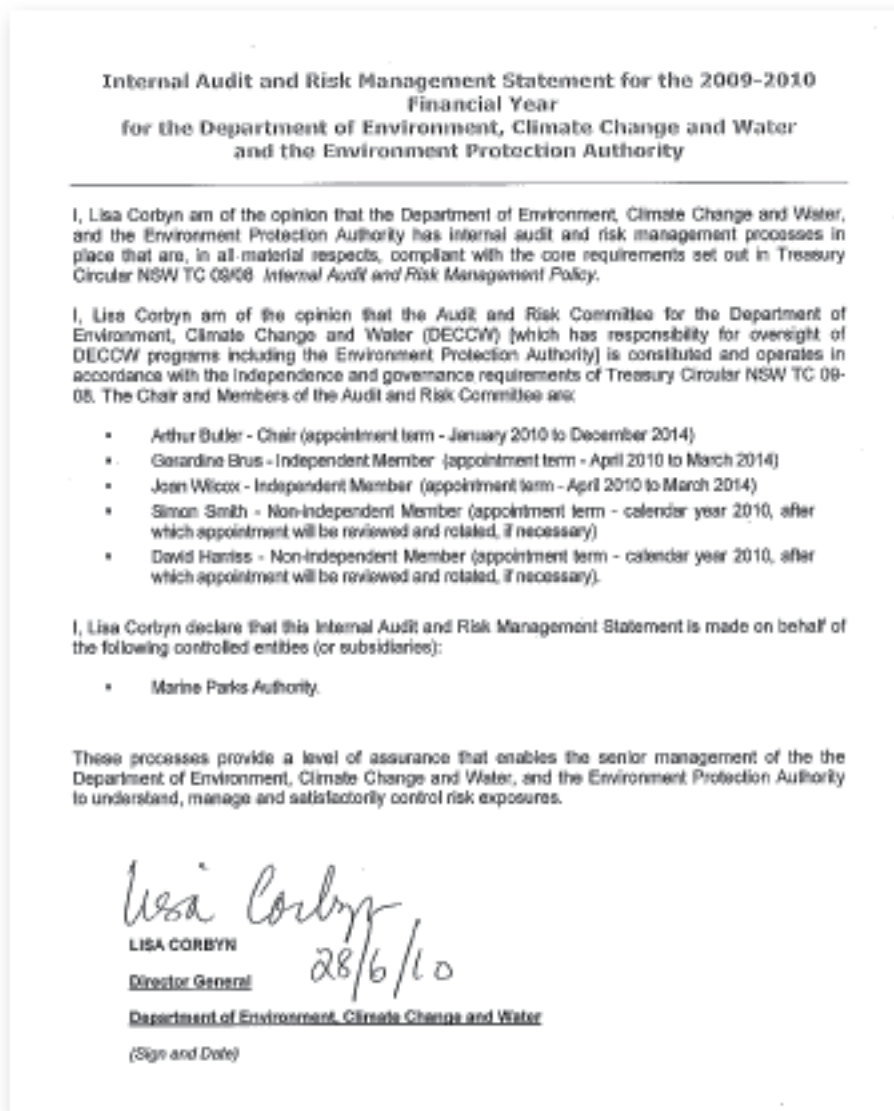 Internal Audit and Risk Management Statement for the 2009-2010
Financial Year
for the Department of Environment, Climate Change and Water
and the Environment Protection Authority
I, Lisa Corbyn am of the opinion that the Department of Environment, Climate Change and Water,
and the Environment Protection Authority has internal audit and risk management processes in
place that are, in all material respects, compliant with the core requirements set out in Treasury
Circular NSW TC 09/08 Internal Audit and Risk Management Policy.
I, Lisa Corbyn am of the opinion that the Audit and Risk Committee for the Department of
Environment, Climate Change and Water (DECCW) [which has responsibility for oversight of
DECCW programs including the Environment Protection Authority] is constituted and operates in
accordance with the independence and governance requirements of Treasury Circular NSW TC 09-
08. The Chair and Members of the Audit and Risk Committee are:
• Arthur Butler - Chair (appointment term - January 2010 to December 2014)
• Gerardine Brus - Independent Member (appointment term - April 2010 to March 2014)
• Joan Wilcox - Independent Member (appointment term - April 2010 to March 2014)
• Simon Smith - Non-independent Member (appointment term - calendar year 2010, after
which appointment will be reviewed and rotated, if necessary)
• David Harriss - Non-independent Member (appointment term - calendar year 2010, after
which appointment will be reviewed and rotated, if necessary).
I, Lisa Corbyn declare that this Internal Audit and Risk Management Statement is made on behalf of
the following controlled entities (or subsidiaries):
• Marine Parks Authority.
These processes provide a level of assurance that enables the senior management of the the
Department of Environment, Climate Change and Water, and the Environment Protection Authority
to understand, manage and satisfactorily control risk exposures.
Lisa Corbyn
LISA CORBYN
28/6/10
Director General
Department of Environment, Climate Change and Water
(Sign and Date)